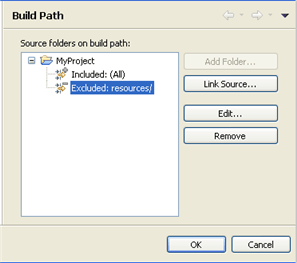 Build Path
Source folders on build path:
MyProject
Included: (All)
Excluded: resources/
Add Folder...
Link Source...
Edit...
Remove
OK
Cancel